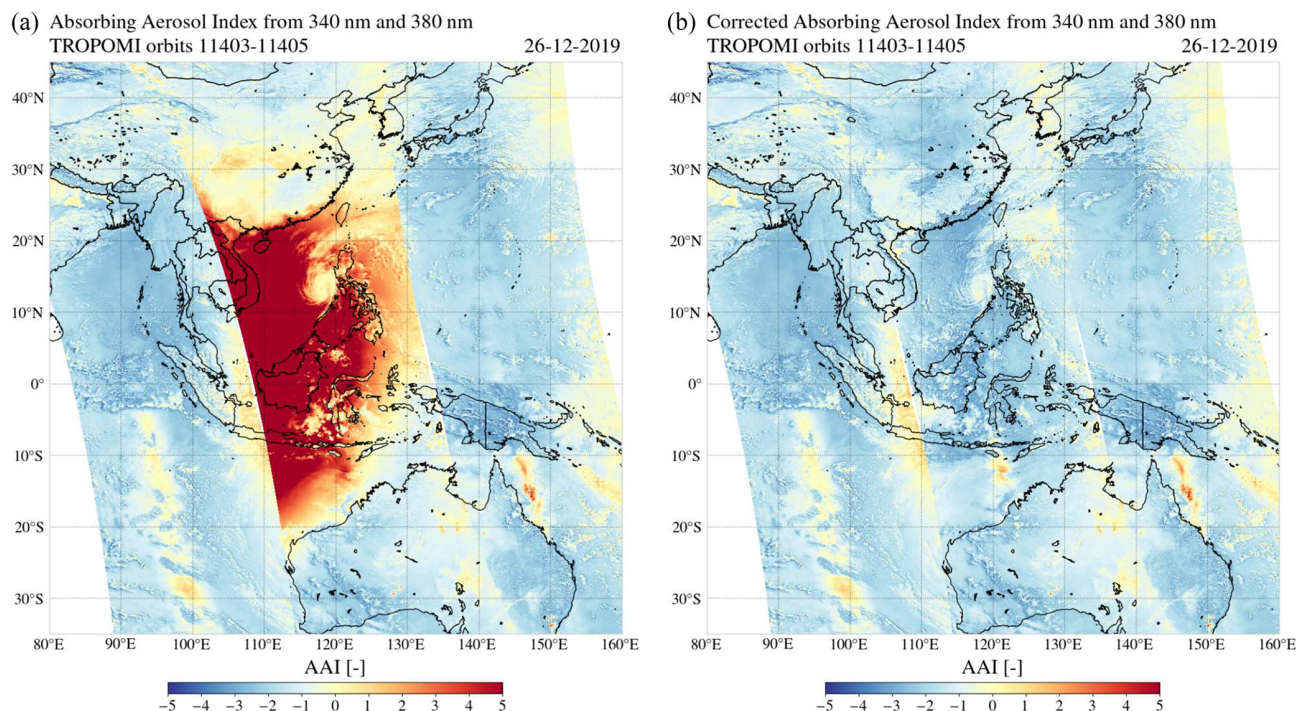 (a) Absorbing Aerosol Index from 340 nm and 380 nm
TROPOMI orbits 11403-11405 26-12-2019
40°N
30°N
20°N
10°N
0°
10°S
20°S
30°S
80°E 90°E 100°E 110°E 120°E 130°E 140°E 150°E 160°E
AAI [-]
−5 −4 −3 −2 −1 0 1 2 3 4 5
(b) Corrected Absorbing Aerosol Index from 340 nm and 380 nm
TROPOMI orbits 11403-11405 26-12-2019
40°N
30°N
20°N
10°N
0°
10°S
20°S
30°S
80°E 90°E 100°E 110°E 120°E 130°E 140°E 150°E 160°E
AAI [-]
−5 −4 −3 −2 −1 0 1 2 3 4 5